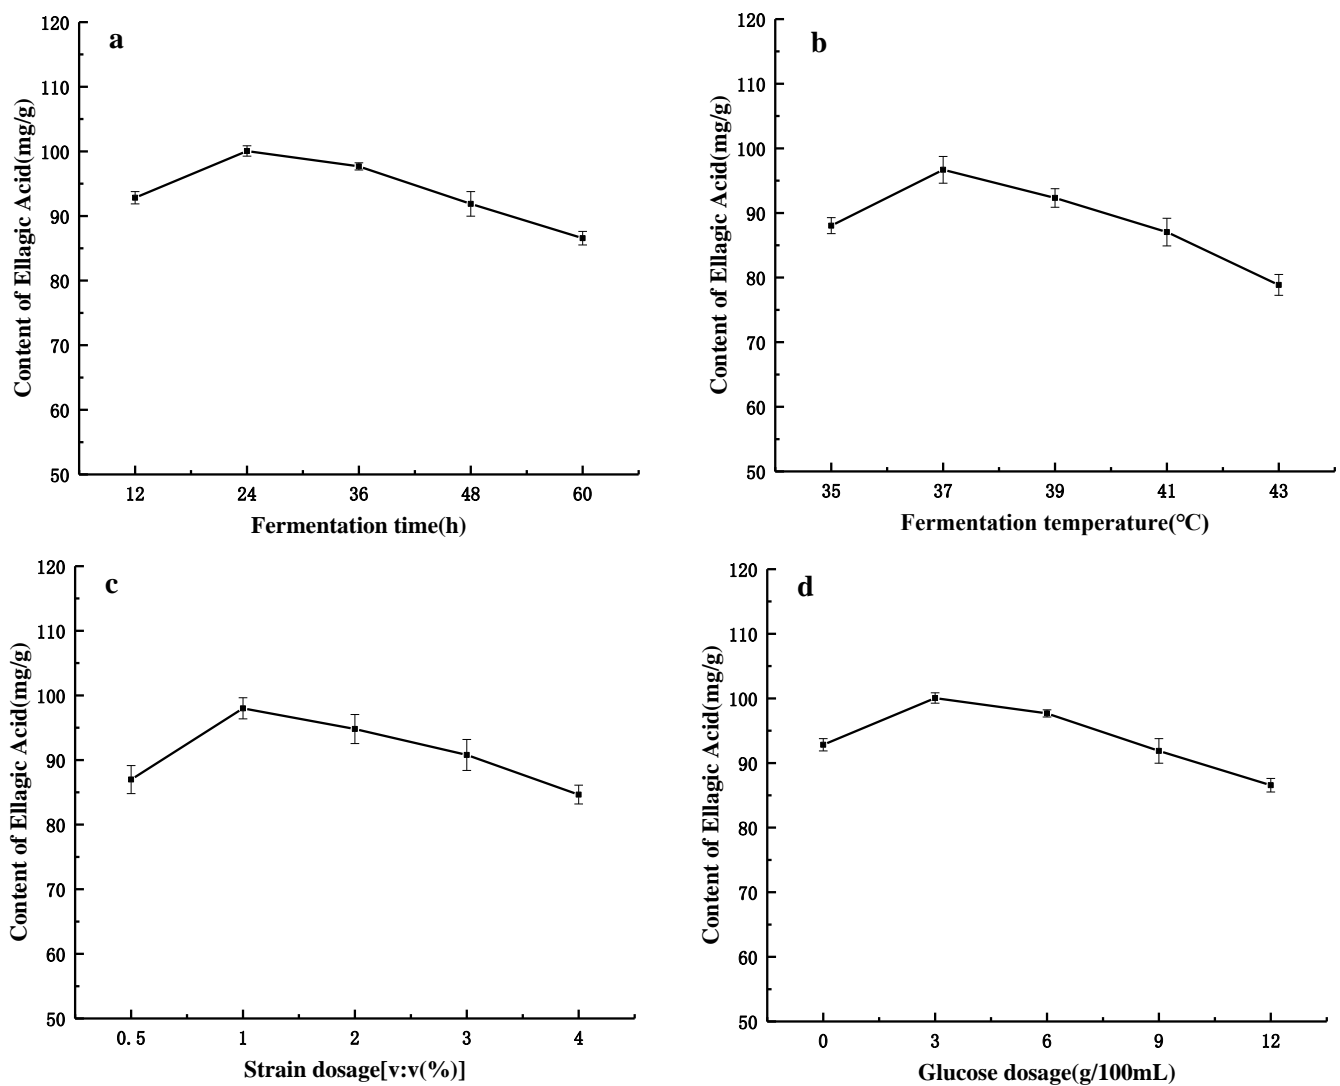 a
120
110
100
90
80
70
60
50
Content of Ellagic Acid(mg/g)
12 24 36 48 60
Fermentation time(h)
b
120
110
100
90
80
70
60
50
Content of Ellagic Acid(mg/g)
35 37 39 41 43
Fermentation temperature(°C)
c
120
110
100
90
80
70
60
50
Content of Ellagic Acid(mg/g)
0.5 1 2 3 4
Strain dosage[v:v(%)]
d
120
110
100
90
80
70
60
50
Content of Ellagic Acid(mg/g)
0 3 6 9 12
Glucose dosage(g/100mL)